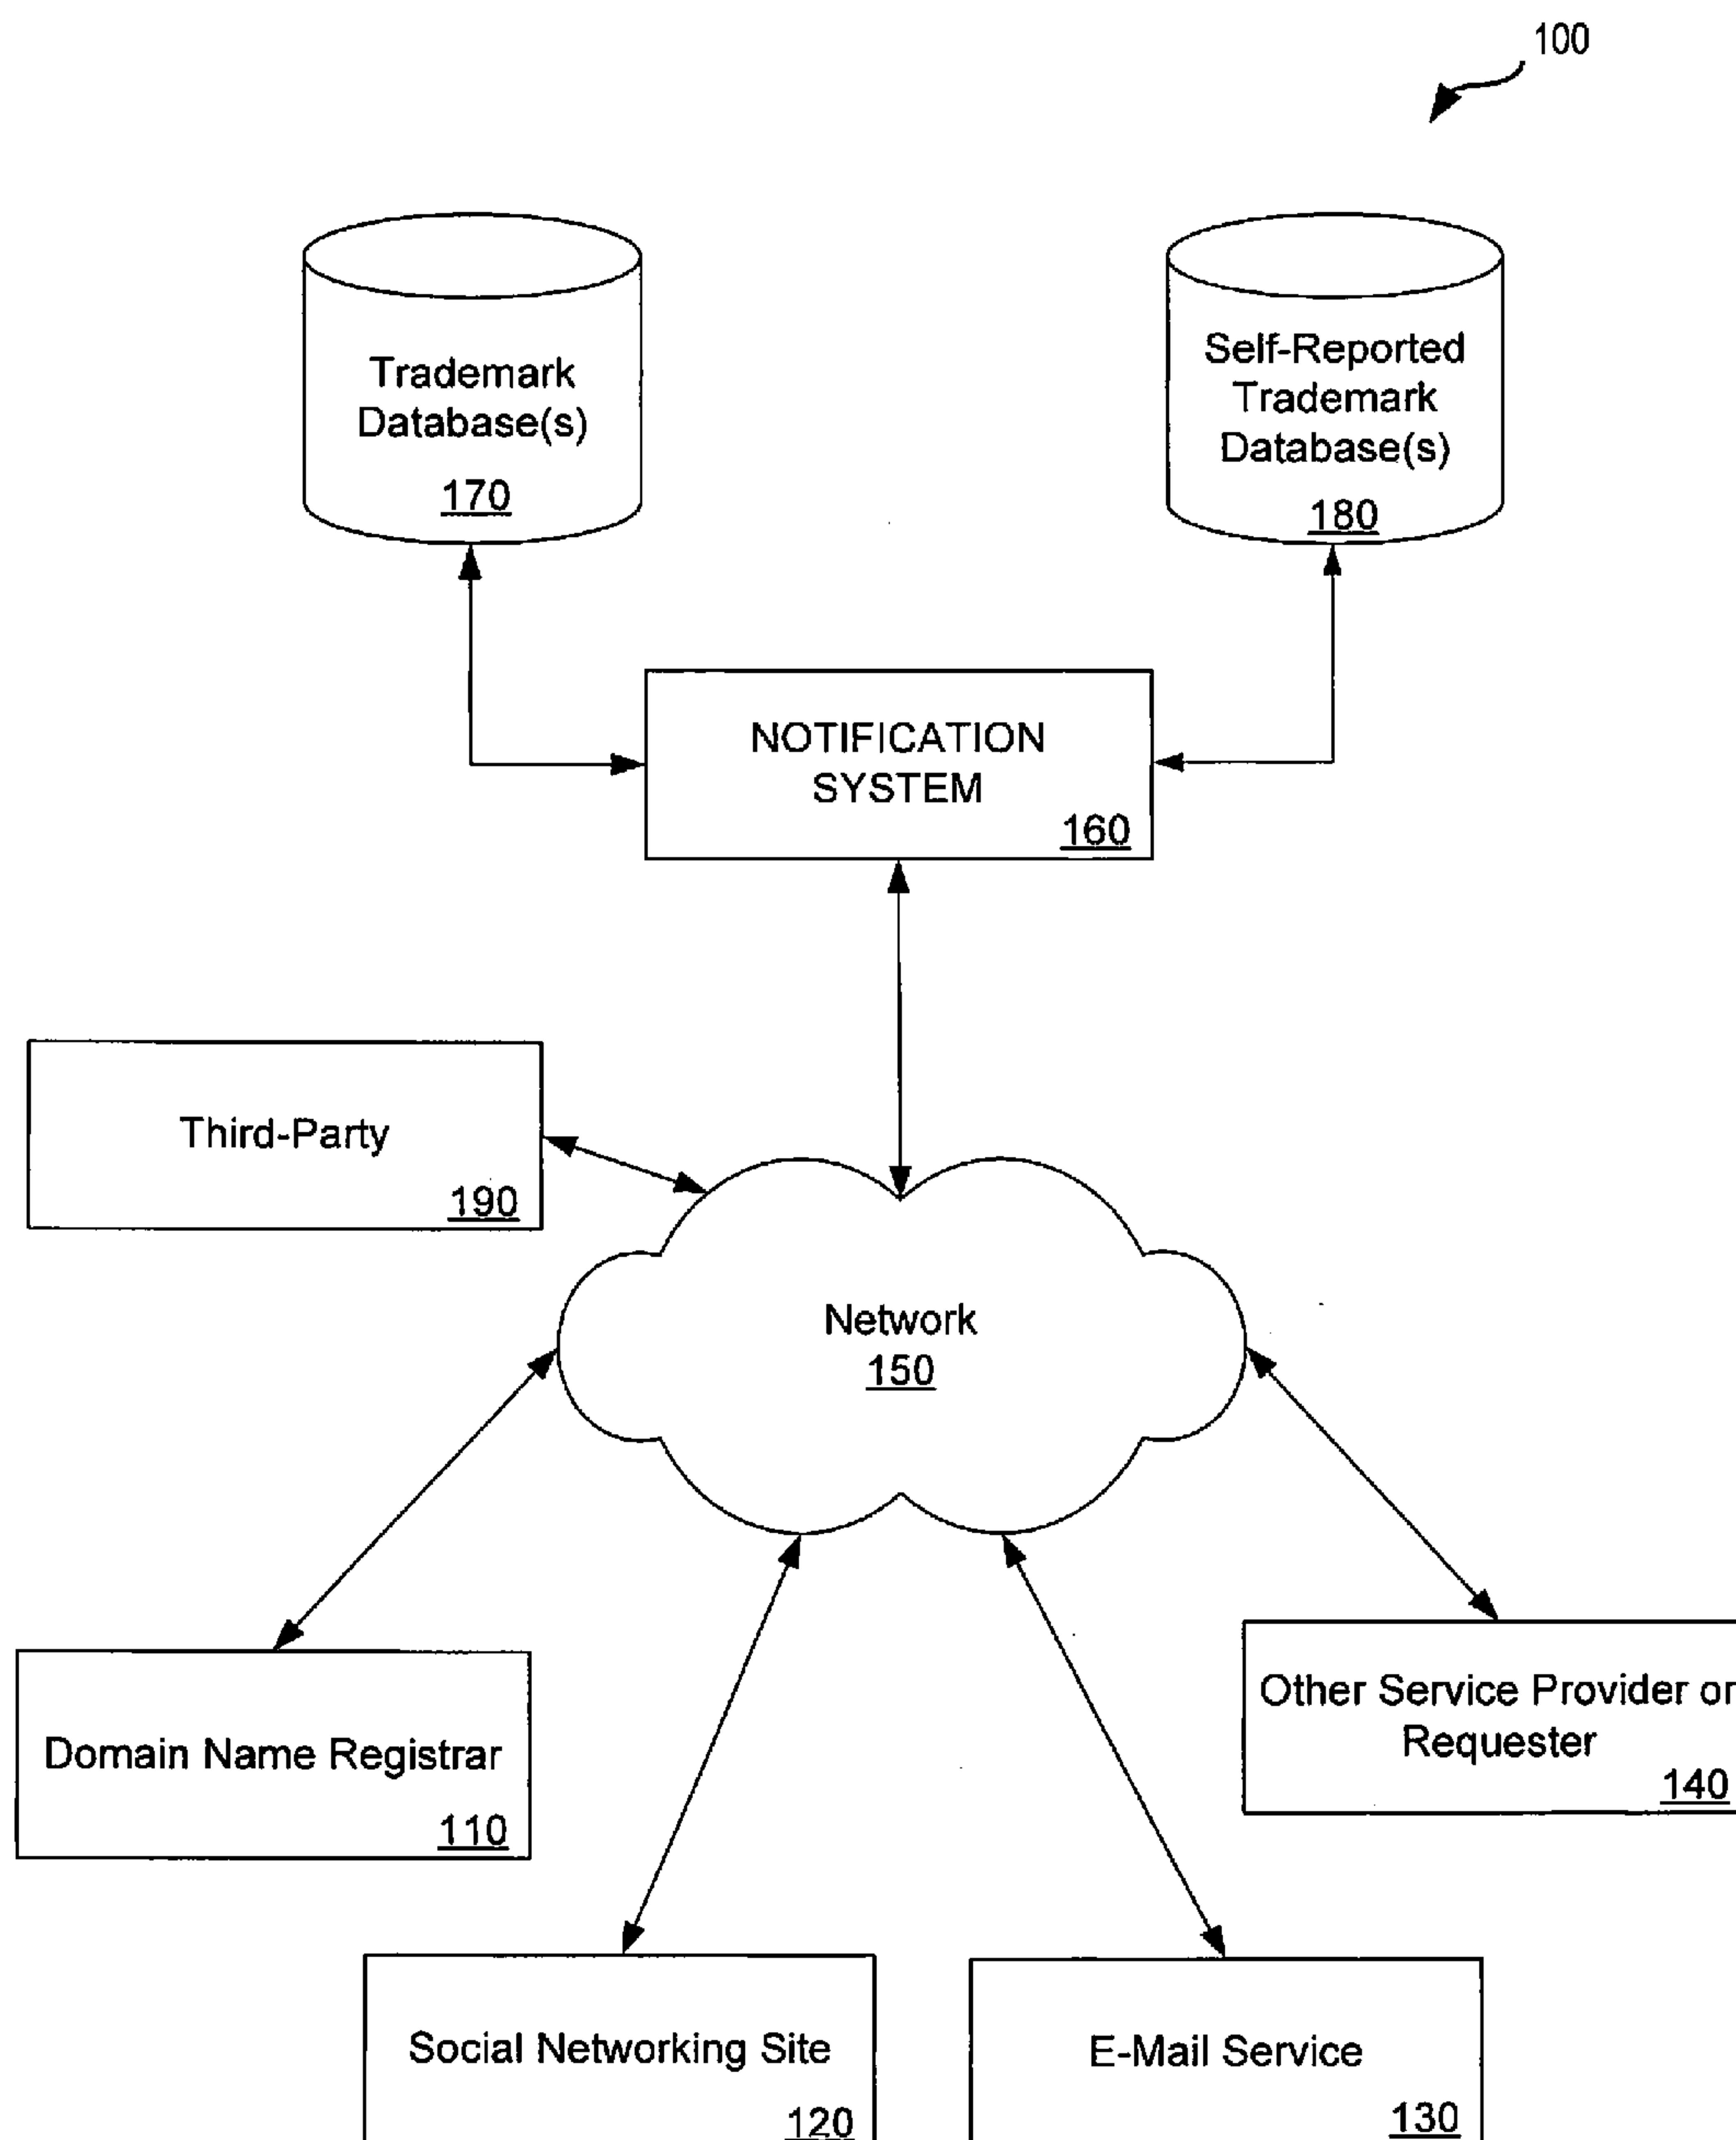 100
Trademark
Database(s)
170
Self-Reported
Trademark
Database(s)
180
NOTIFICATION
SYSTEM
160
Third-Party
190
Network
150
Other Service Provider or
Requester
140
Domain Name Registrar
110
Social Networking Site
120
E-Mail Service
130